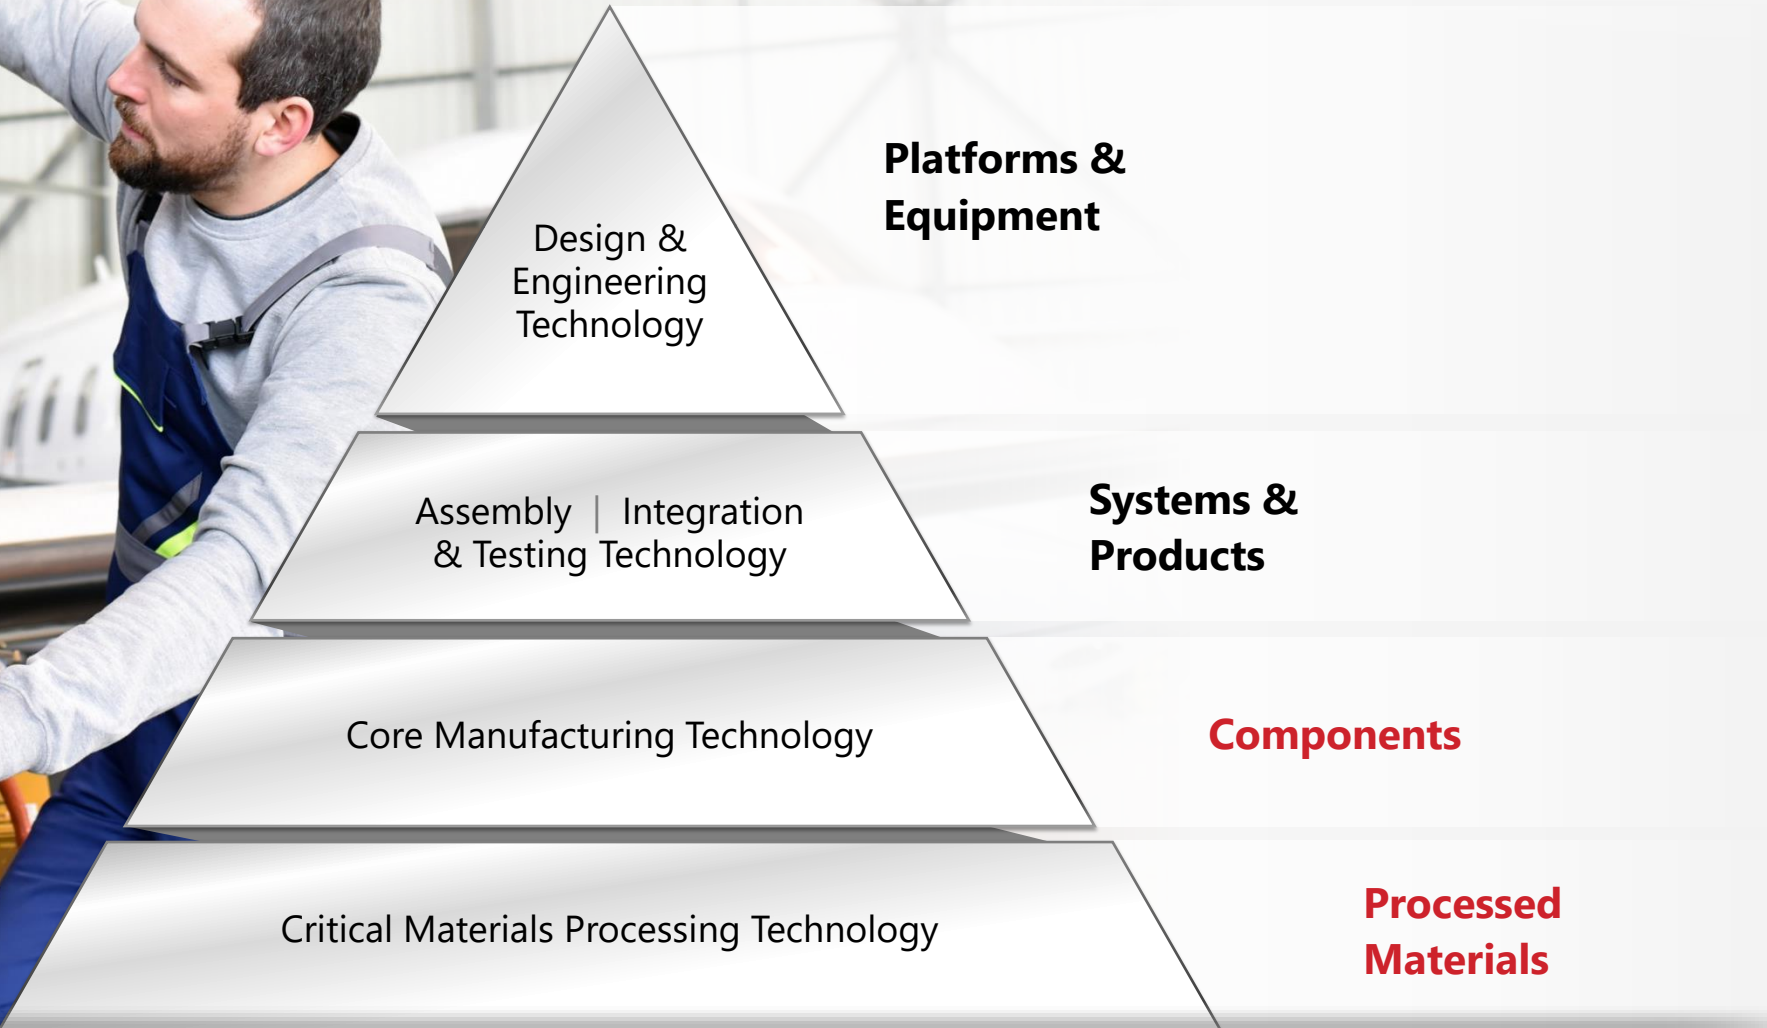 Platforms &
Equipment
Design &
Engineering
Technology
Systems &
Products
Assembly | Integration
& Testing Technology
Core Manufacturing Technology
Components
Critical Materials Processing Technology
Processed
Materials